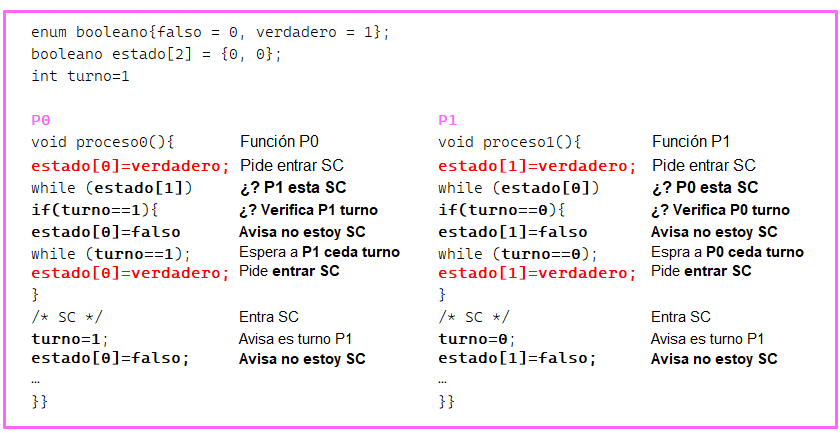 enum booleano{falso = 0, verdadero = 1};
booleano estado[2] = {0, 0};
int turno=1
P0
void proceso0(){ Función P0
estado[0]=verdadero; Pide entrar SC
while (estado[1]) ¿? P1 esta SC
if(turno==1){ ¿? Verifica P1 turno
estado[0]=falso Avisa no estoy SC
while (turno==1); Espera a P1 ceda turno
estado[0]=verdadero; Pide entrar SC
}
/* SC */ Entra SC
turno=1; Avisa es turno P1
estado[0]=falso; Avisa no estoy SC
…
}}
P1
void proceso1(){ Función P1
estado[1]=verdadero; Pide entrar SC
while (estado[0]) ¿? P0 esta SC
if(turno==0){ ¿? Verifica P0 turno
estado[1]=falso Avisa no estoy SC
while (turno==0); Espra a P0 ceda turno
estado[1]=verdadero; Pide entrar SC
}
/* SC */ Entra SC
turno=0; Avisa es turno P1
estado[1]=falso; Avisa no estoy SC
…
}}